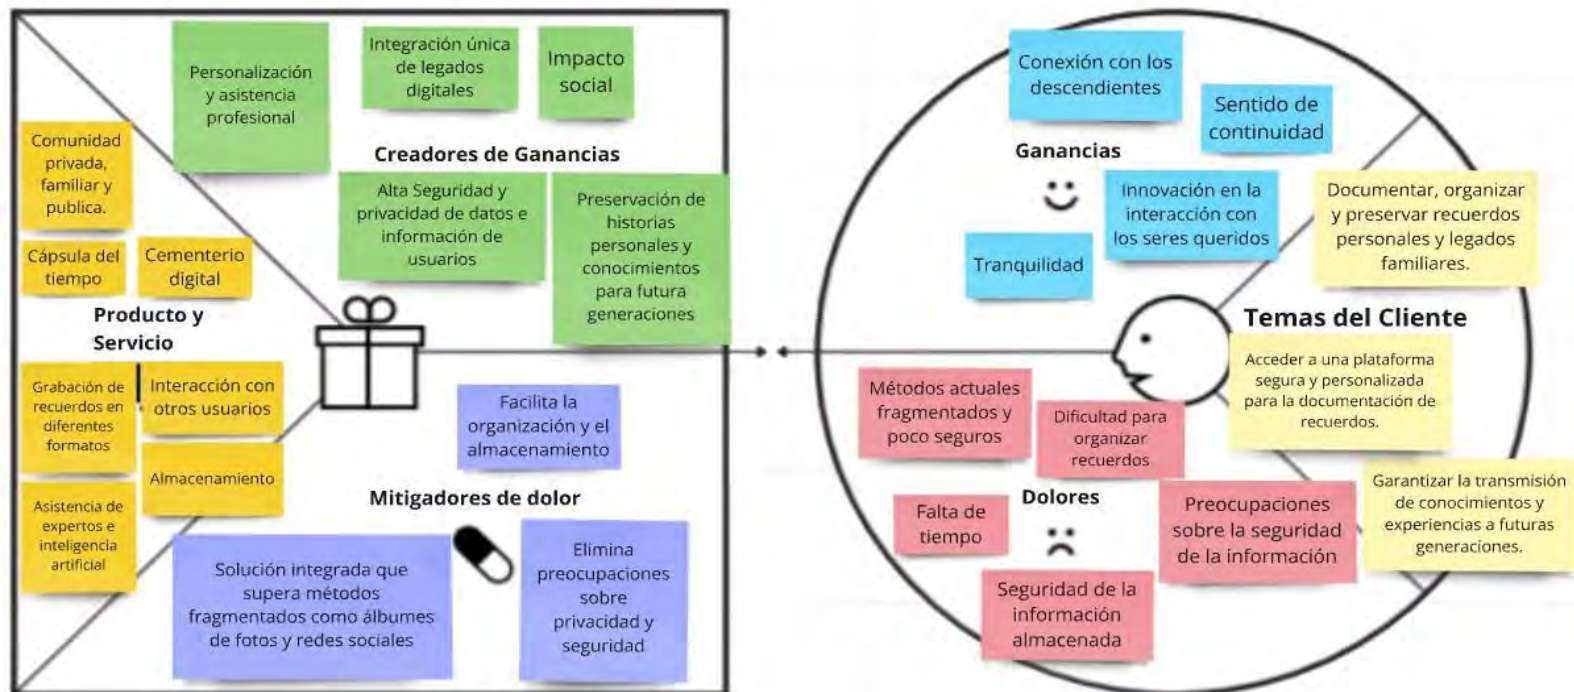 Personalización
y asistencia
profesional
Integración única
de legados
digitales
Impacto
social
Comunidad
privada,
familiar y
publica.
Creadores de Ganancias
Cápsula del
tiempo
Cementerio
digital
Alta Seguridad y
privacidad de datos e
información de
usuarios
Preservación de
historias
personales y
conocimientos
para futura
generaciones
Producto y
Servicio
Grabación de
recuerdos en
diferentes
formatos
Interacción con
otros usuarios
Almacenamiento
Asistencia de
expertos e
inteligencia
artificial
Facilita la
organización y el
almacenamiento
Mitigadores de dolor
Solución integrada que
supera métodos
fragmentados como álbumes
de fotos y redes sociales
Elimina
preocupaciones
sobre
privacidad y
seguridad
Conexión con los
descendientes
Sentido de
continuidad
Ganancias
Innovación en la
interacción con
los seres queridos
Tranquilidad
Documentar, organizar
y preservar recuerdos
personales y legados
familiares.
Temas del Cliente
Acceder a una plataforma
segura y personalizada
para la documentación de
recuerdos.
Garantizar la transmisión
de conocimientos y
experiencias a futuras
generaciones.
Métodos actuales
fragmentados y
poco seguros
Dificultad para
organizar
recuerdos
Dolores
Falta de
tiempo
Preocupaciones
sobre la seguridad
de la información
Seguridad de la
información
almacenada